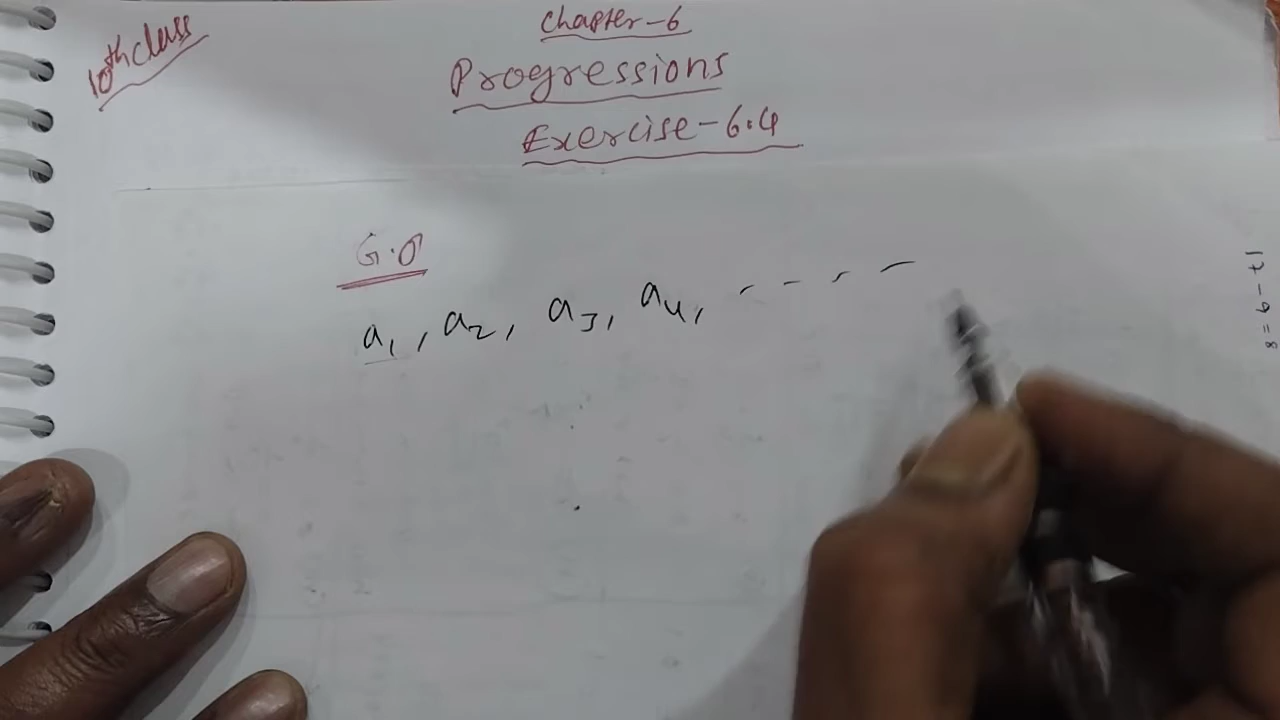 10th class
Chapter-6
Progressions
Exercise-6.4
a1, a2, a3, a4, - - - -